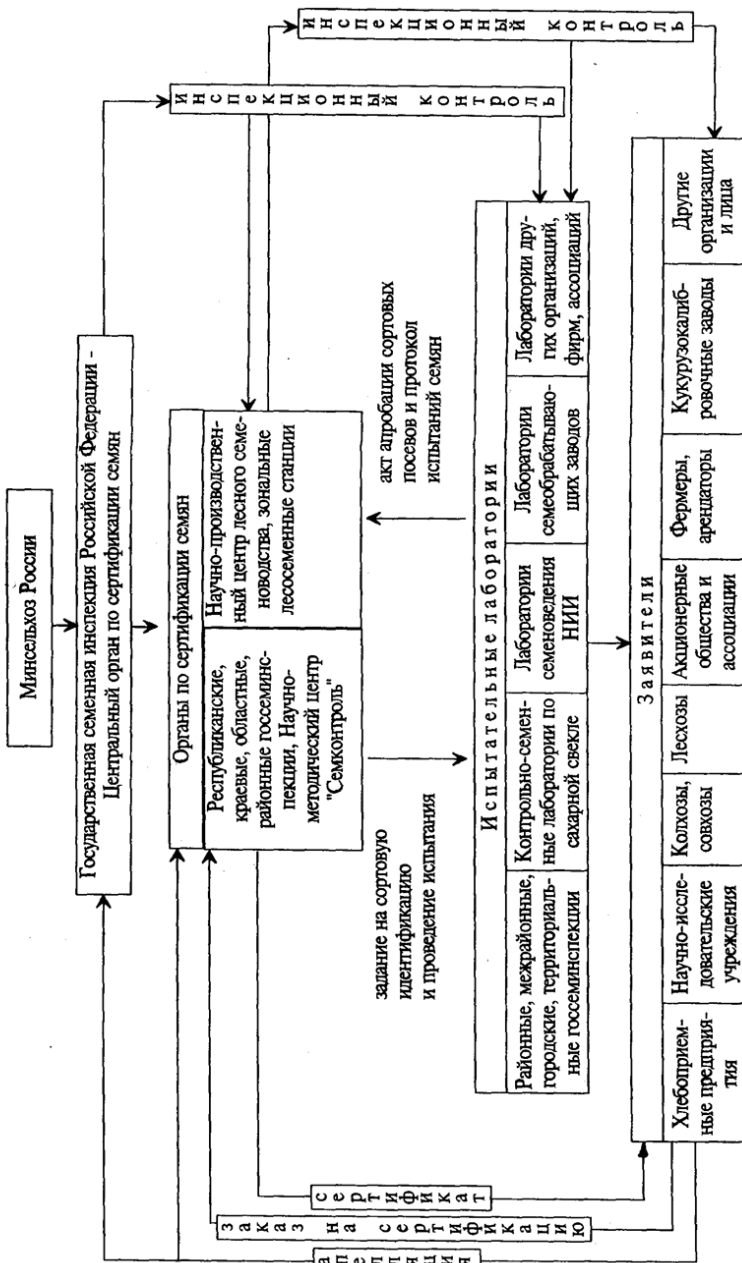 Минсельхоз России
Государственная семенная инспекция Российской Федерации -
Центральный орган по сертификации семян
инспекционный контроль
инспекционный контроль
Органы по сертификации семян
Республиканские,
краевые, областные,
районные госсеминс-
пекции, Научно-
методический центр
"Семконтроль"
Научно-производствен-
ный центр лесного семе-
новодства, зональные
лесосеменные станции
задание на сортовую
идентификацию
и проведение испытания
акт апробации сортовых
посевов и протокол
испытаний семян
Испытательные лаборатории
Районные, межрайонные,
городские, территориаль-
ные госсеминспекции
Контрольно-семен-
ные лаборатории по
сахарной свекле
Лаборатории
семеноведения
НИИ
Лаборатории
семеобрабатываю-
щих заводов
Лаборатории дру-
гих организаций,
фирм, ассоциаций
Заявители
Хлебоприем-
ные предприя-
тия
Научно-иссле-
довательские
учреждения
Колхозы,
совхозы
Лесхозы
Акционерные
общества и
ассоциации
Фермеры,
арендаторы
Кукурузокалиб-
ровочные заводы
Другие
организации
и лица
сертификат
заказ на сертификацию
апелляция